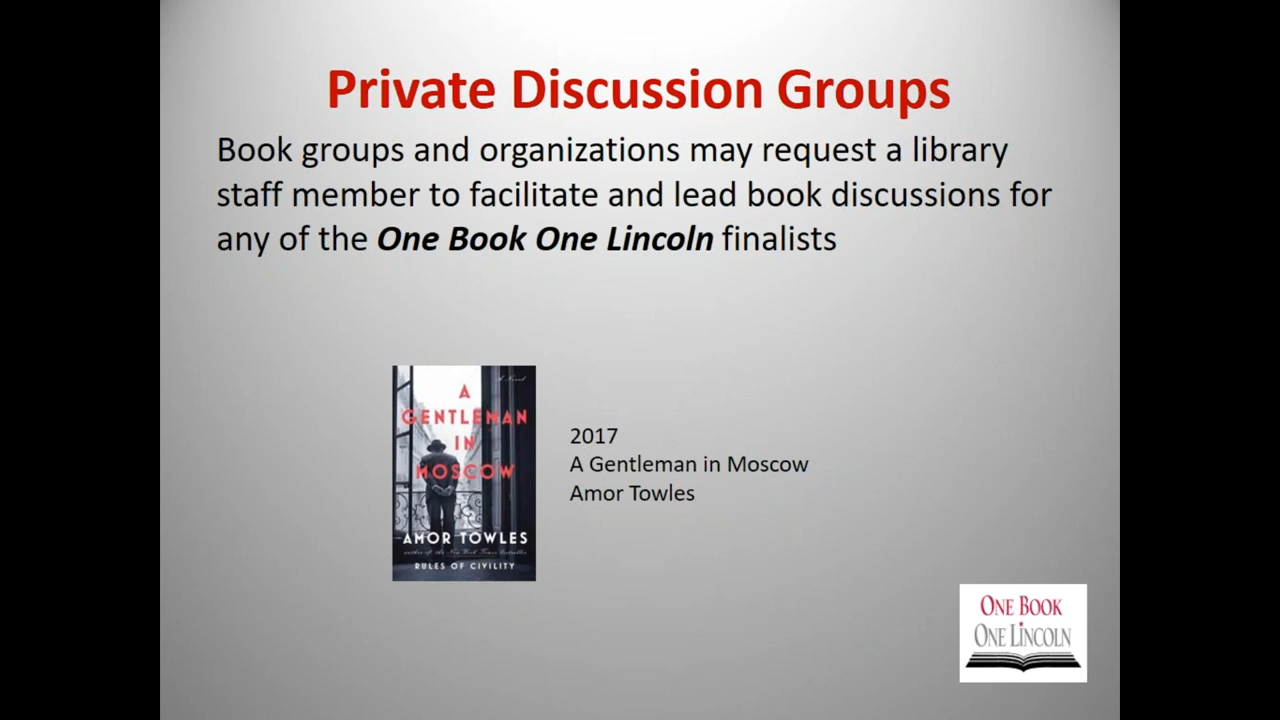 Private Discussion Groups
Book groups and organizations may request a library
staff member to facilitate and lead book discussions for
any of the One Book One Lincoln finalists
A Novel
A
GENTLEMAN
IN
MOSCOW
AMOR TOWLES
author of the New York Times bestseller
RULES OF CIVILITY
2017
A Gentleman in Moscow
Amor Towles
ONE BOOK
ONE LINCOLN